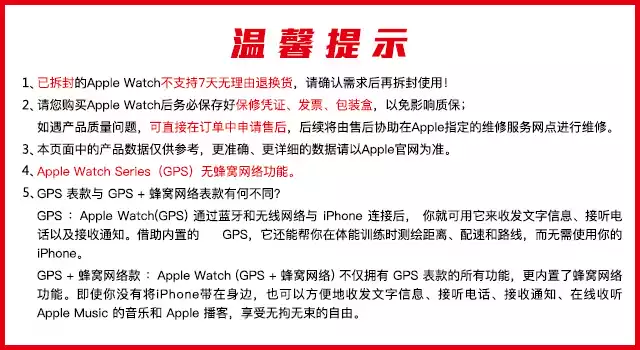 温馨提示
1、已拆封的Apple Watch不支持7天无理由退换货，请确认需求后再拆封使用！
2、请您购买Apple Watch后务必保存好保修凭证、发票、包装盒，以免影响质保；
如遇产品质量问题，可直接在订单中申请售后，后续将由售后协助在Apple指定的维修服务网点进行维修。
3、本页面中的产品数据仅供参考，更准确、更详细的数据请以Apple官网为准。
4、Apple Watch Series（GPS）无蜂窝网络功能。
5、GPS 表款与 GPS + 蜂窝网络表款有何不同?
GPS ：Apple Watch(GPS) 通过蓝牙和无线网络与 iPhone 连接后， 你就可用它来收发文字信息、接听电
话以及接收通知。借助内置的 GPS，它还能帮你在体能训练时测绘距离、配速和路线，而无需使用你的
iPhone。
GPS + 蜂窝网络款 ：Apple Watch (GPS + 蜂窝网络) 不仅拥有 GPS 表款的所有功能，更内置了蜂窝网络
功能。即使你没有将iPhone带在身边，也可以方便地收发文字信息、接听电话、接收通知、在线收听
Apple Music 的音乐和 Apple 播客，享受无拘无束的自由。